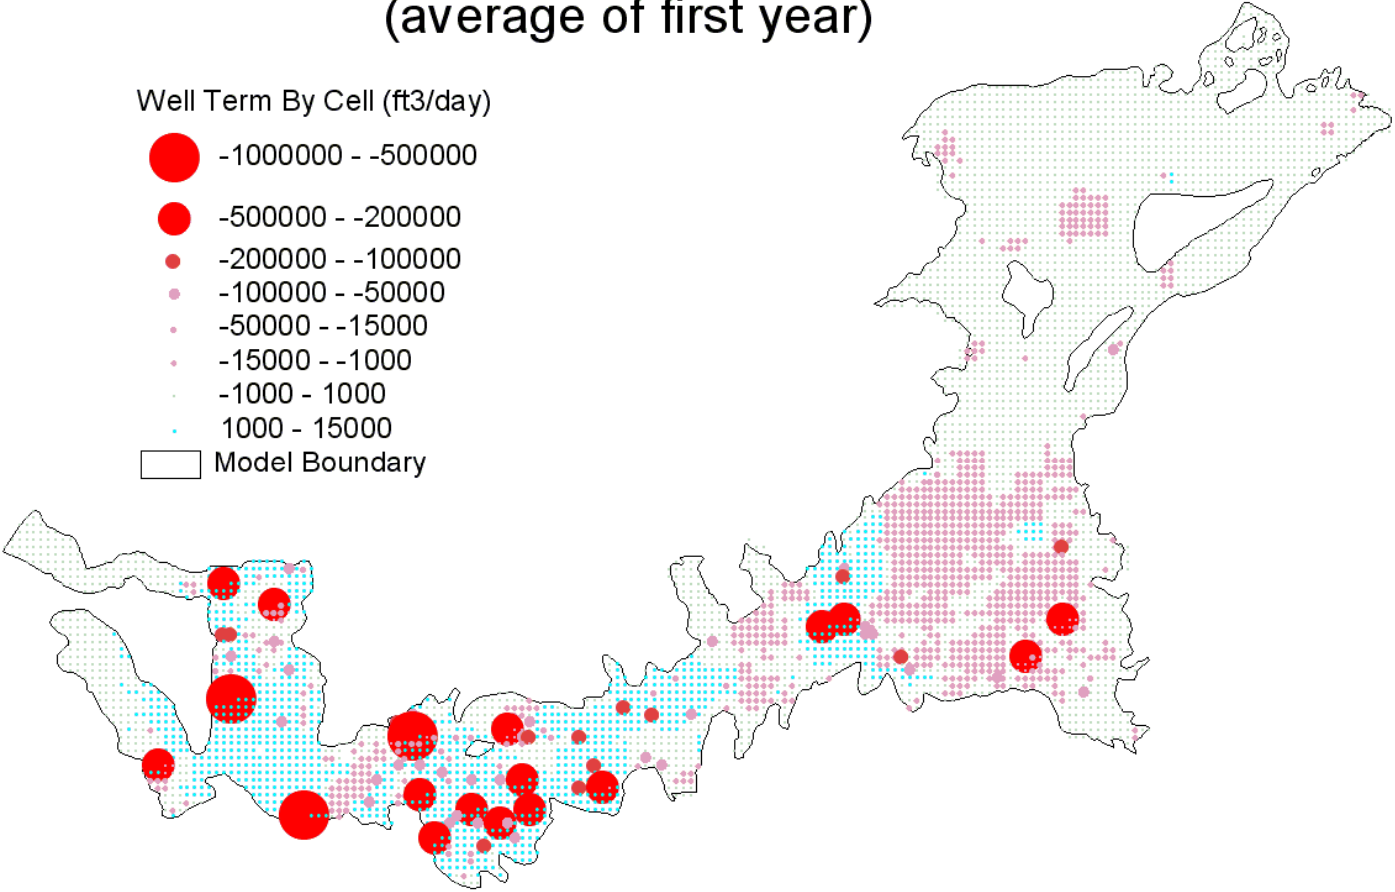 (average of first year)
Well Term By Cell (ft3/day)
-1000000 - -500000
-500000 - -200000
-200000 - -100000
-100000 - -50000
-50000 - -15000
-15000 - -1000
-1000 - 1000
1000 - 15000
Model Boundary